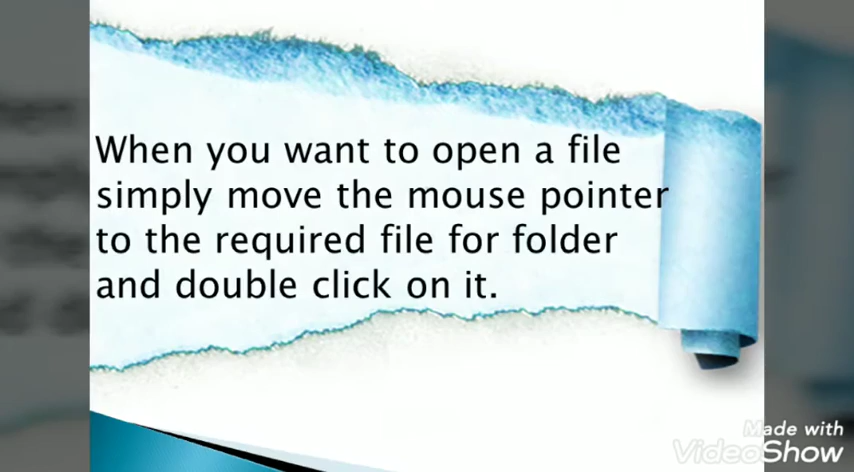 When you want to open a file
simply move the mouse pointer
to the required file for folder
and double click on it.
Made with
VideoShow